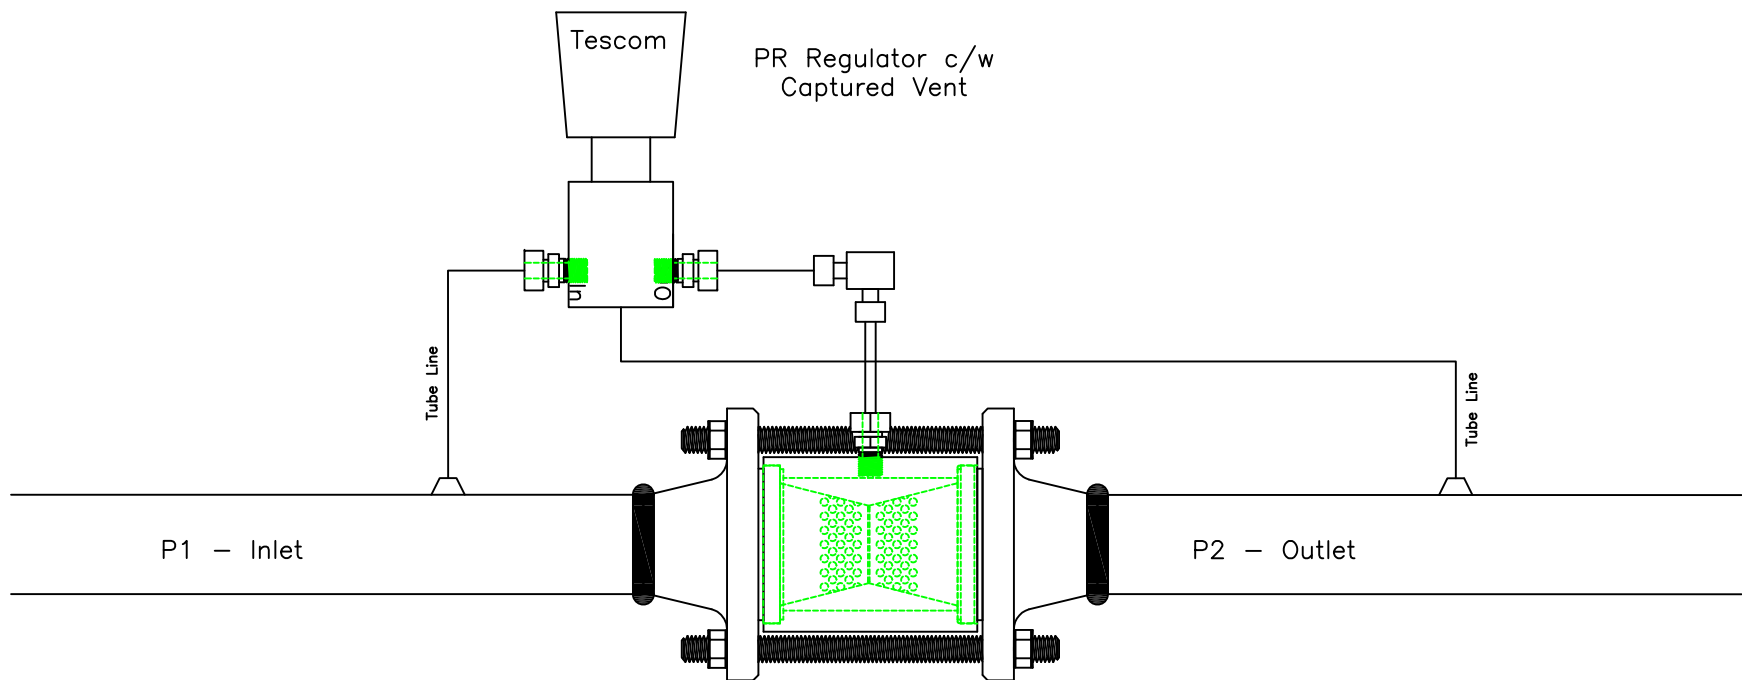 Tescom
PR Regulator c/w
Captured Vent
In
O
Tube Line
Tube Line
P1 - Inlet
P2 - Outlet